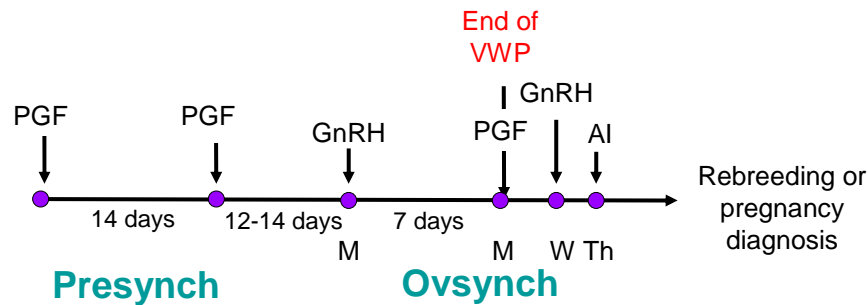 End of
VWP
PGF
PGF
GnRH
PGF
GnRH
AI
14 days
12-14 days
7 days
M
M
W
Th
Rebreeding or
pregnancy
diagnosis
Presynch
Ovsynch